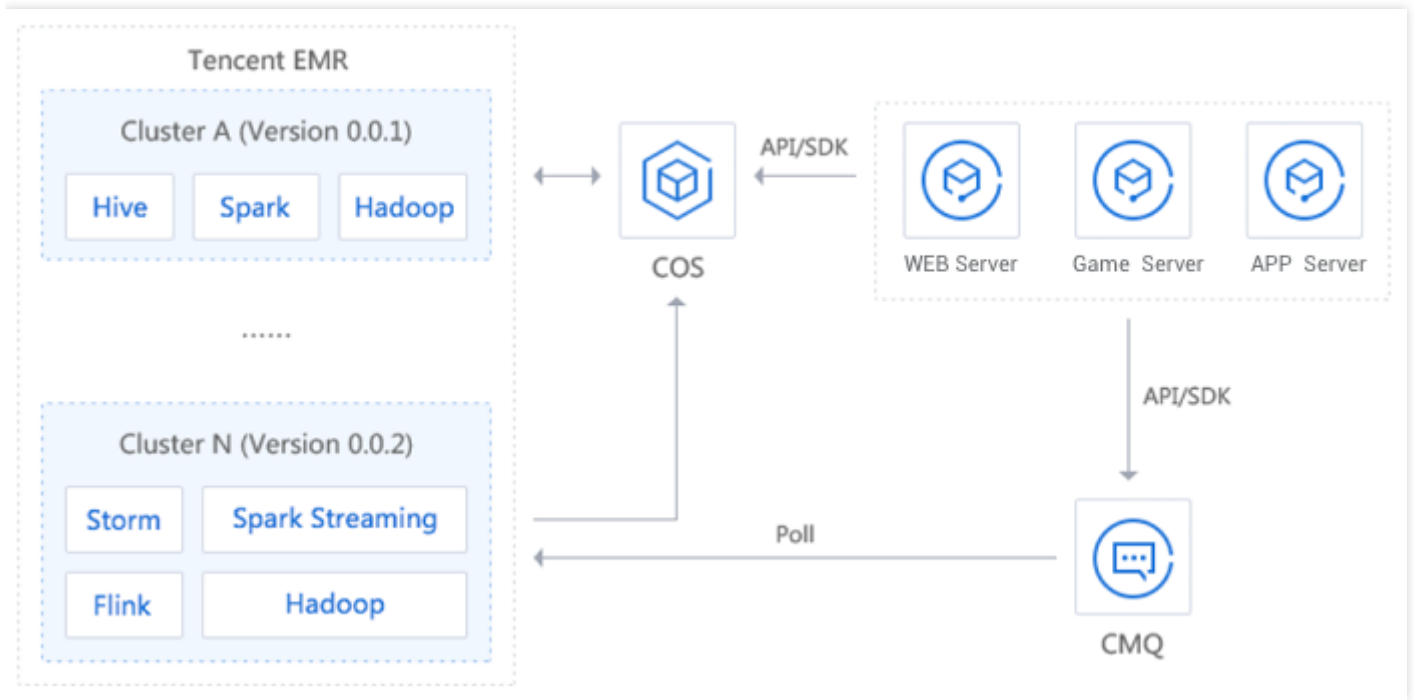 Tencent EMR
Cluster A (Version 0.0.1)
Hive
Spark
Hadoop
......
Cluster N (Version 0.0.2)
Storm
Spark Streaming
Flink
Hadoop
COS
API/SDK
WEB Server
Game Server
APP Server
API/SDK
Poll
CMQ